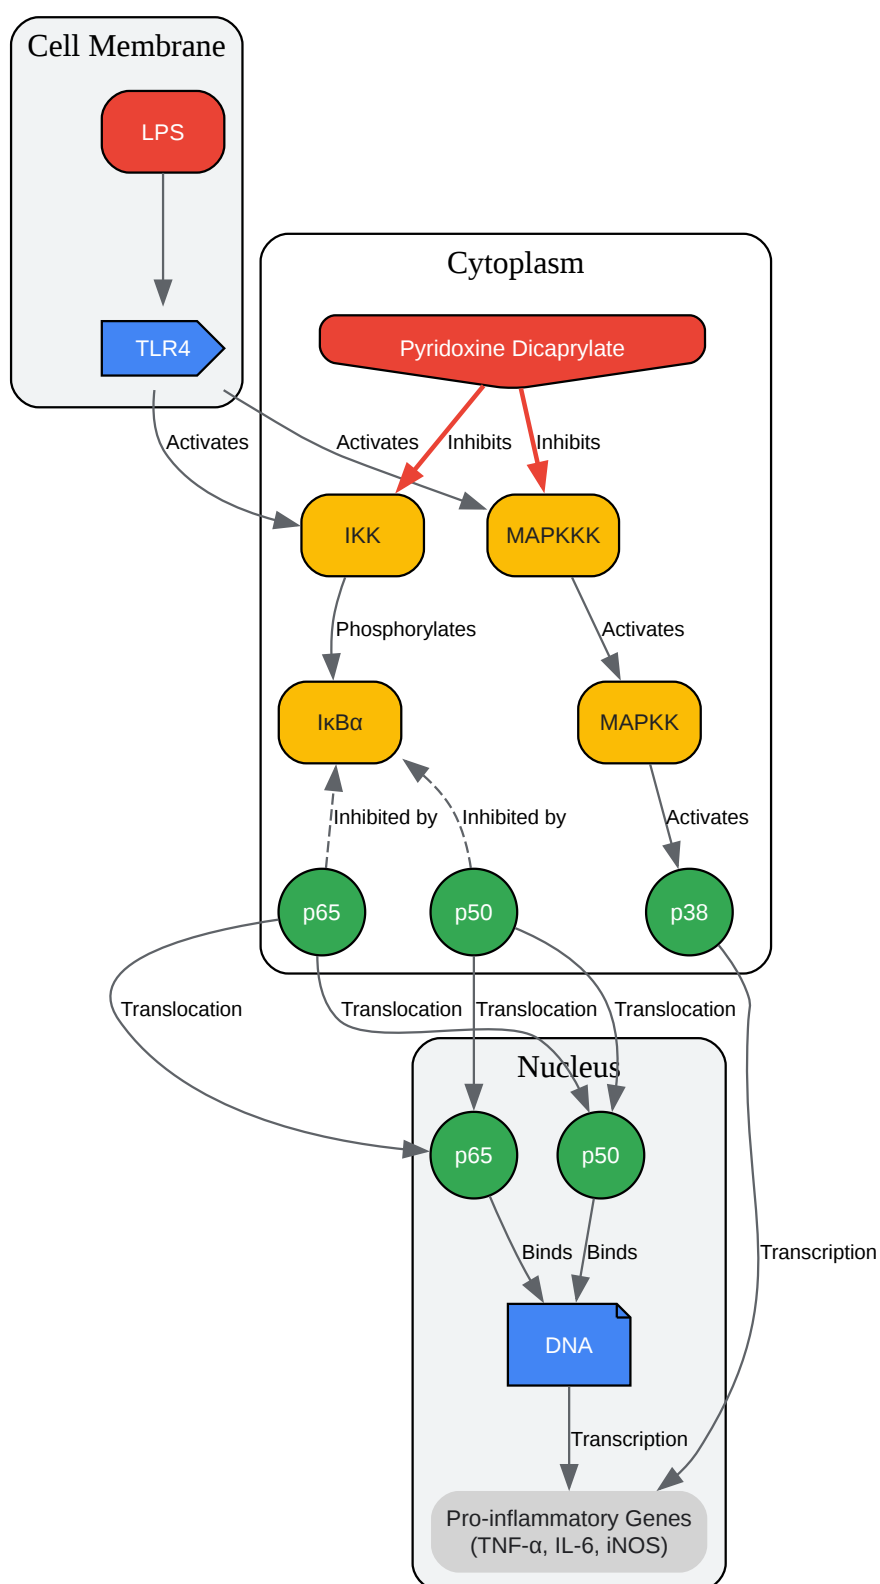 Cell Membrane
LPS
Cytoplasm
TLR4
Pyridoxine Dicaprylate
Activates
Activates
Inhibits
Inhibits
IKK
MAPKKK
Phosphorylates
Activates
IκBα
MAPKK
Inhibited by
Inhibited by
Activates
p65
p50
p38
Translocation
Translocation
Translocation
Translocation
Nucleus
p65
p50
Binds
Binds
Transcription
DNA
Transcription
Pro-inflammatory Genes
(TNF-α, IL-6, iNOS)